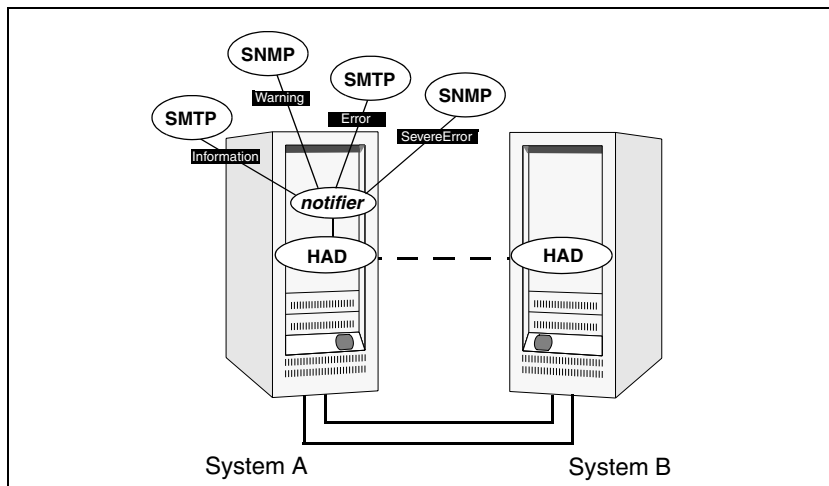 SNMP
SMTP
SNMP
SMTP
Warning
Error
SevereError
Information
notifier
HAD
HAD
System A
System B